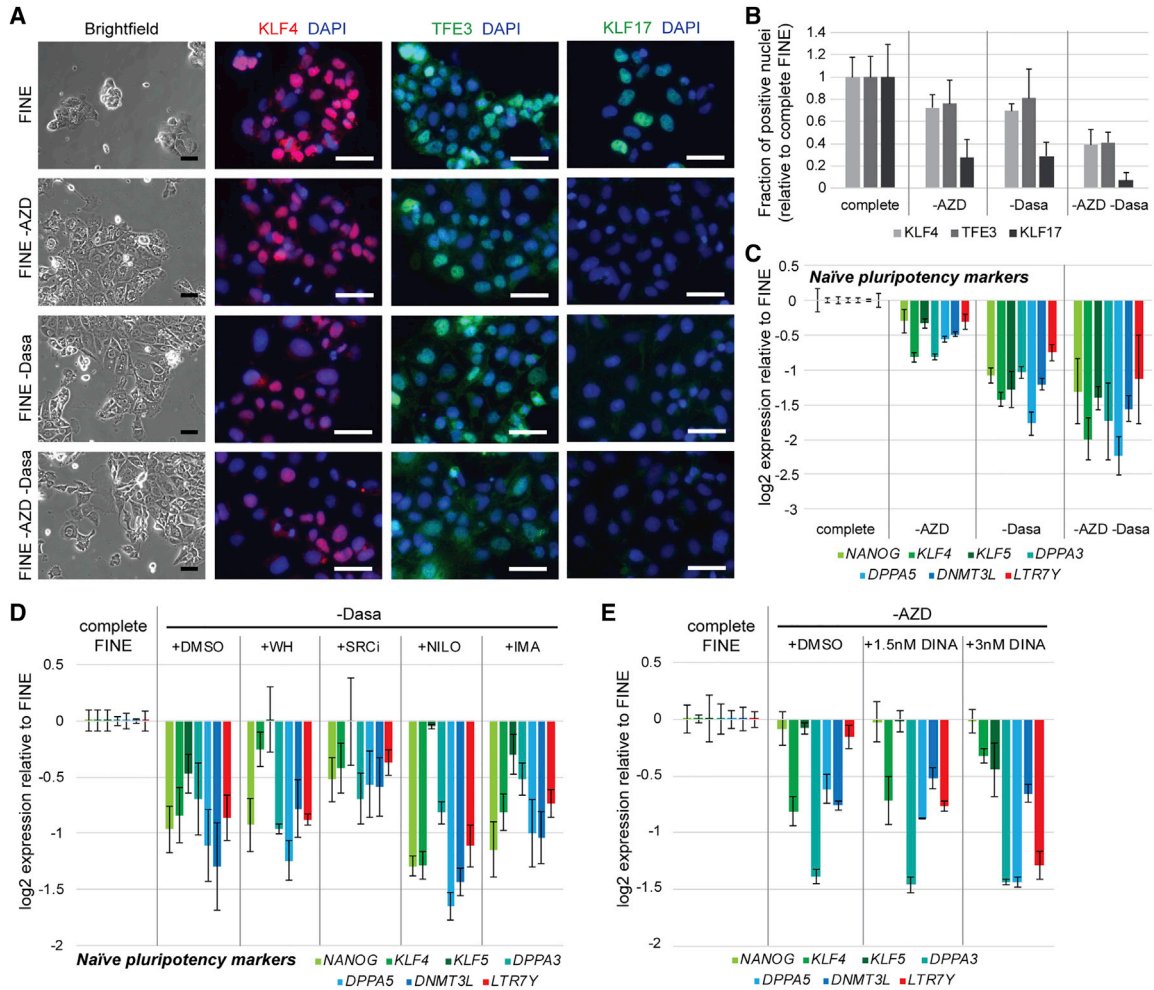 A
Brightfield
KLF4 DAPI
TFE3 DAPI
KLF17 DAPI
FINE
FINE -AZD
FINE -Dasa
FINE -AZD -Dasa
B
Fraction of positive nuclei
(relative to complete FINE)
1.4
1.2
1
0.8
0.6
0.4
0.2
0
complete
-AZD
-Dasa
-AZD -Dasa
KLF4 TFE3 KLF17
C
Naïve pluripotency markers
log2 expression relative to FINE
0.5
0
-0.5
-1
-1.5
-2
-2.5
-3
complete
-AZD
-Dasa
-AZD -Dasa
NANOG KLF4 KLF5 DPPA3
DPPA5 DNMT3L LTR7Y
D
-Dasa
complete
FINE
+DMSO
+WH
+SRCi
+NILO
+IMA
log2 expression relative to FINE
0.5
0
-0.5
-1
-1.5
-2
Naïve pluripotency markers
NANOG KLF4 KLF5 DPPA3
DPPA5 DNMT3L LTR7Y
E
-AZD
complete
FINE
+DMSO
+1.5nM DINA
+3nM DINA
log2 expression relative to FINE
0.5
0
-0.5
-1
-1.5
-2
NANOG KLF4 KLF5 DPPA3
DPPA5 DNMT3L LTR7Y